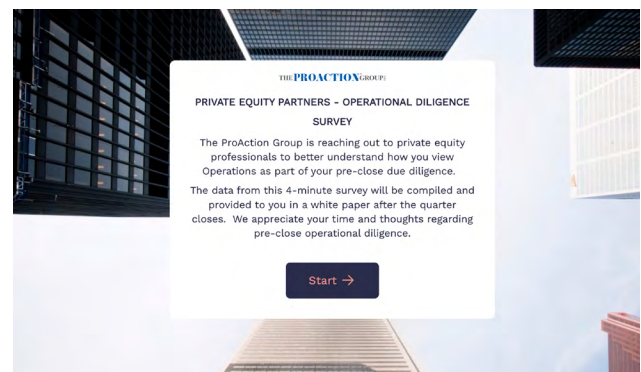 THE PROACTION GROUP
PRIVATE EQUITY PARTNERS - OPERATIONAL DILIGENCE
SURVEY
The ProAction Group is reaching out to private equity
professionals to better understand how you view
Operations as part of your pre-close due diligence.
The data from this 4-minute survey will be compiled and
provided to you in a white paper after the quarter
closes. We appreciate your time and thoughts regarding
pre-close operational diligence.
Start →